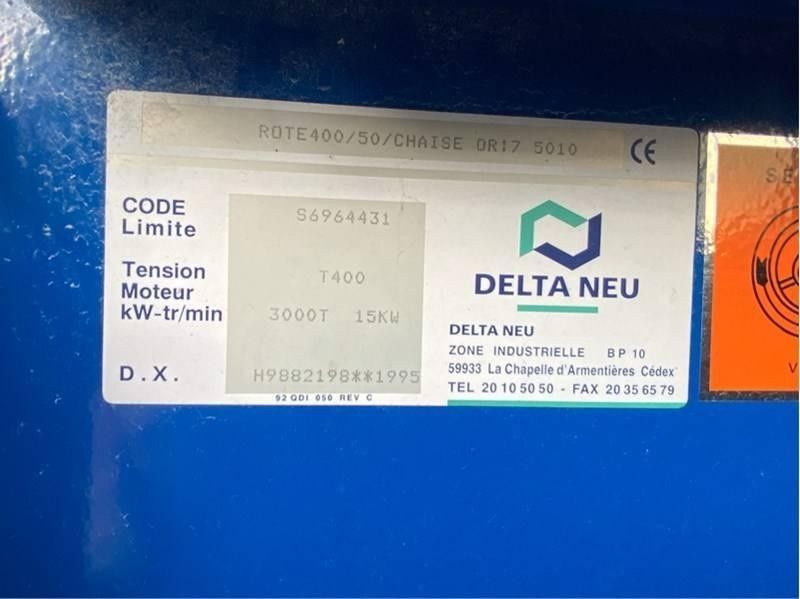 ROTE400/50/CHAISE OR:7 5010 CE
CODE S6964431
Limite
Tension T400
Moteur
kW-tr/min 3000T 15KW
D.X. H9882198**1995
92 QDI 050 REV C
DELTA NEU
DELTA NEU
ZONE INDUSTRIELLE BP 10
59933 La Chapelle d'Armentières Cédex
TEL 20 10 50 50 - FAX 20 35 65 79
SE
V